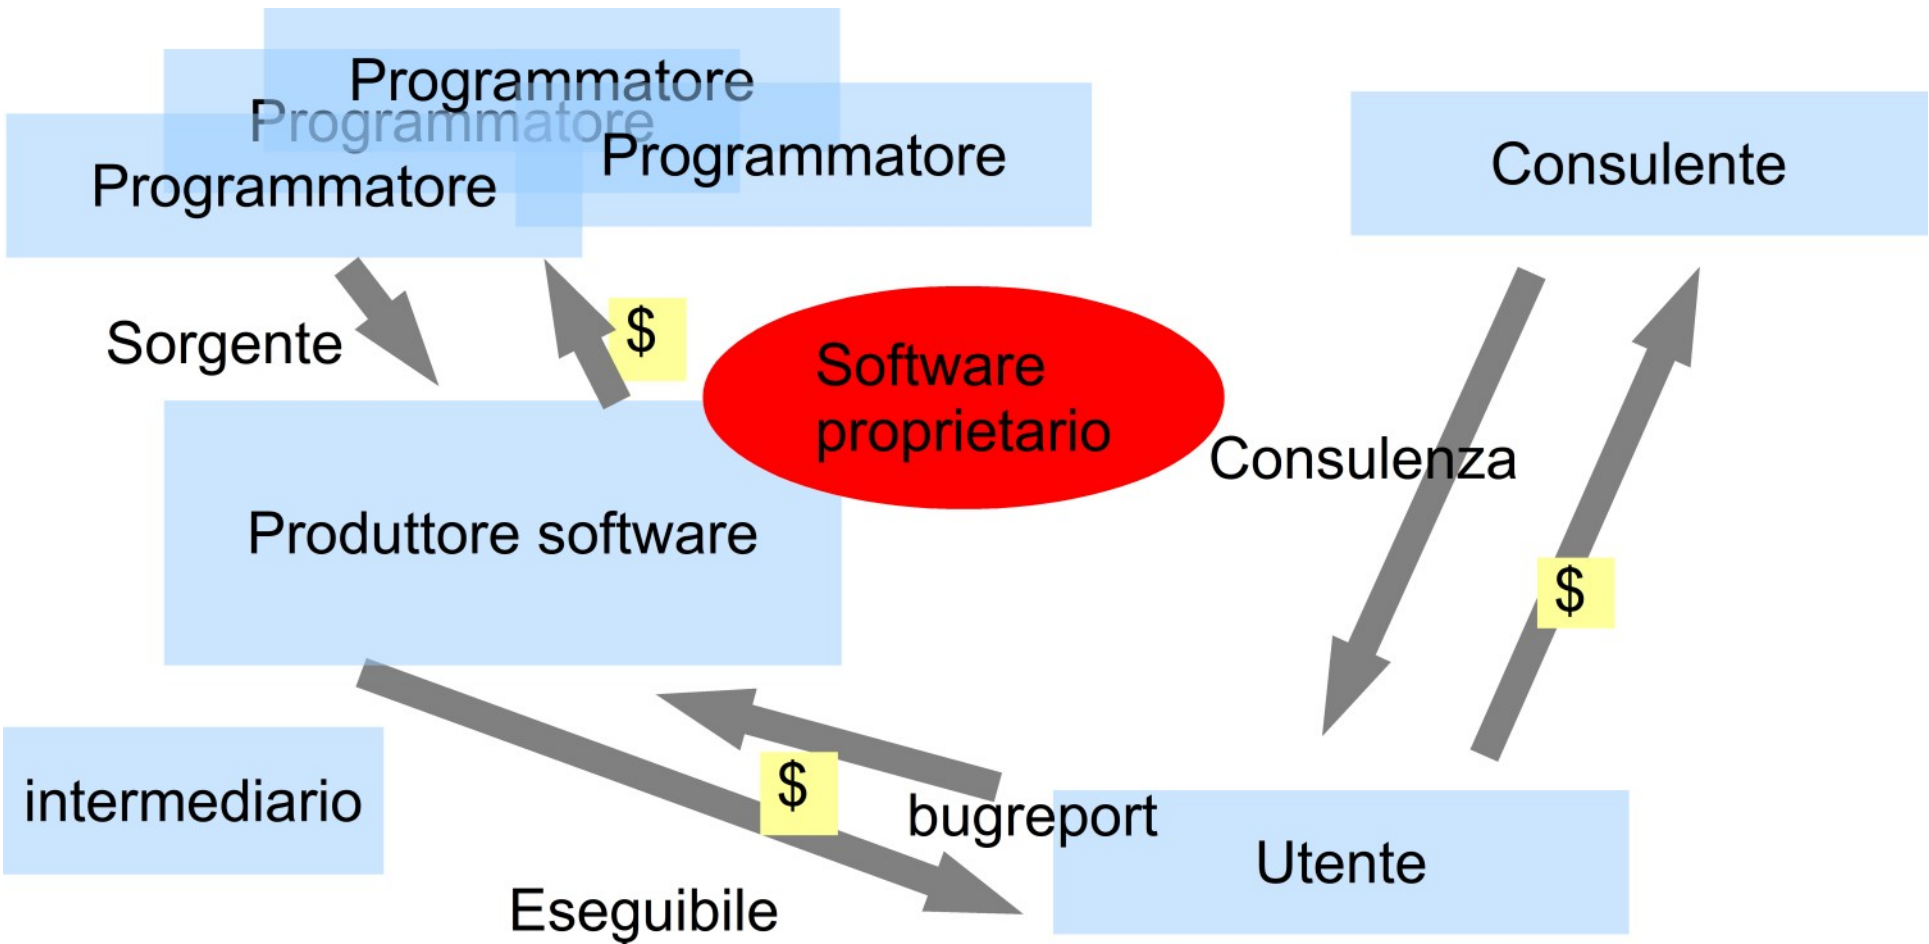 Programmatore
Programmatore
Programmatore
Programmatore
Consulente
Sorgente
$
Software
proprietario
Consulenza
Produttore software
$
intermediario
$
bugreport
Utente
Eseguibile